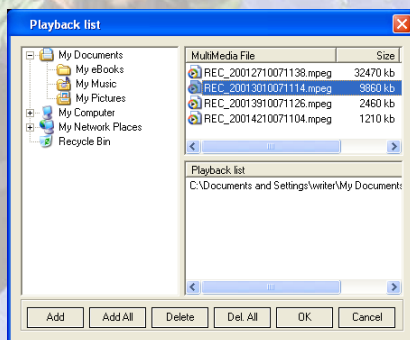 Playback list
My Documents
My eBooks
My Music
My Pictures
My Computer
My Network Places
Recycle Bin
MultiMedia File Size
REC_20012710071138.mpeg 32470 kb
REC_20013010071114.mpeg 9860 kb
REC_20013910071126.mpeg 2460 kb
REC_20014210071104.mpeg 1210 kb
Playback list
C:\Documents and Settings\writer\My Documents
Add Add All Delete Del. All OK Cancel